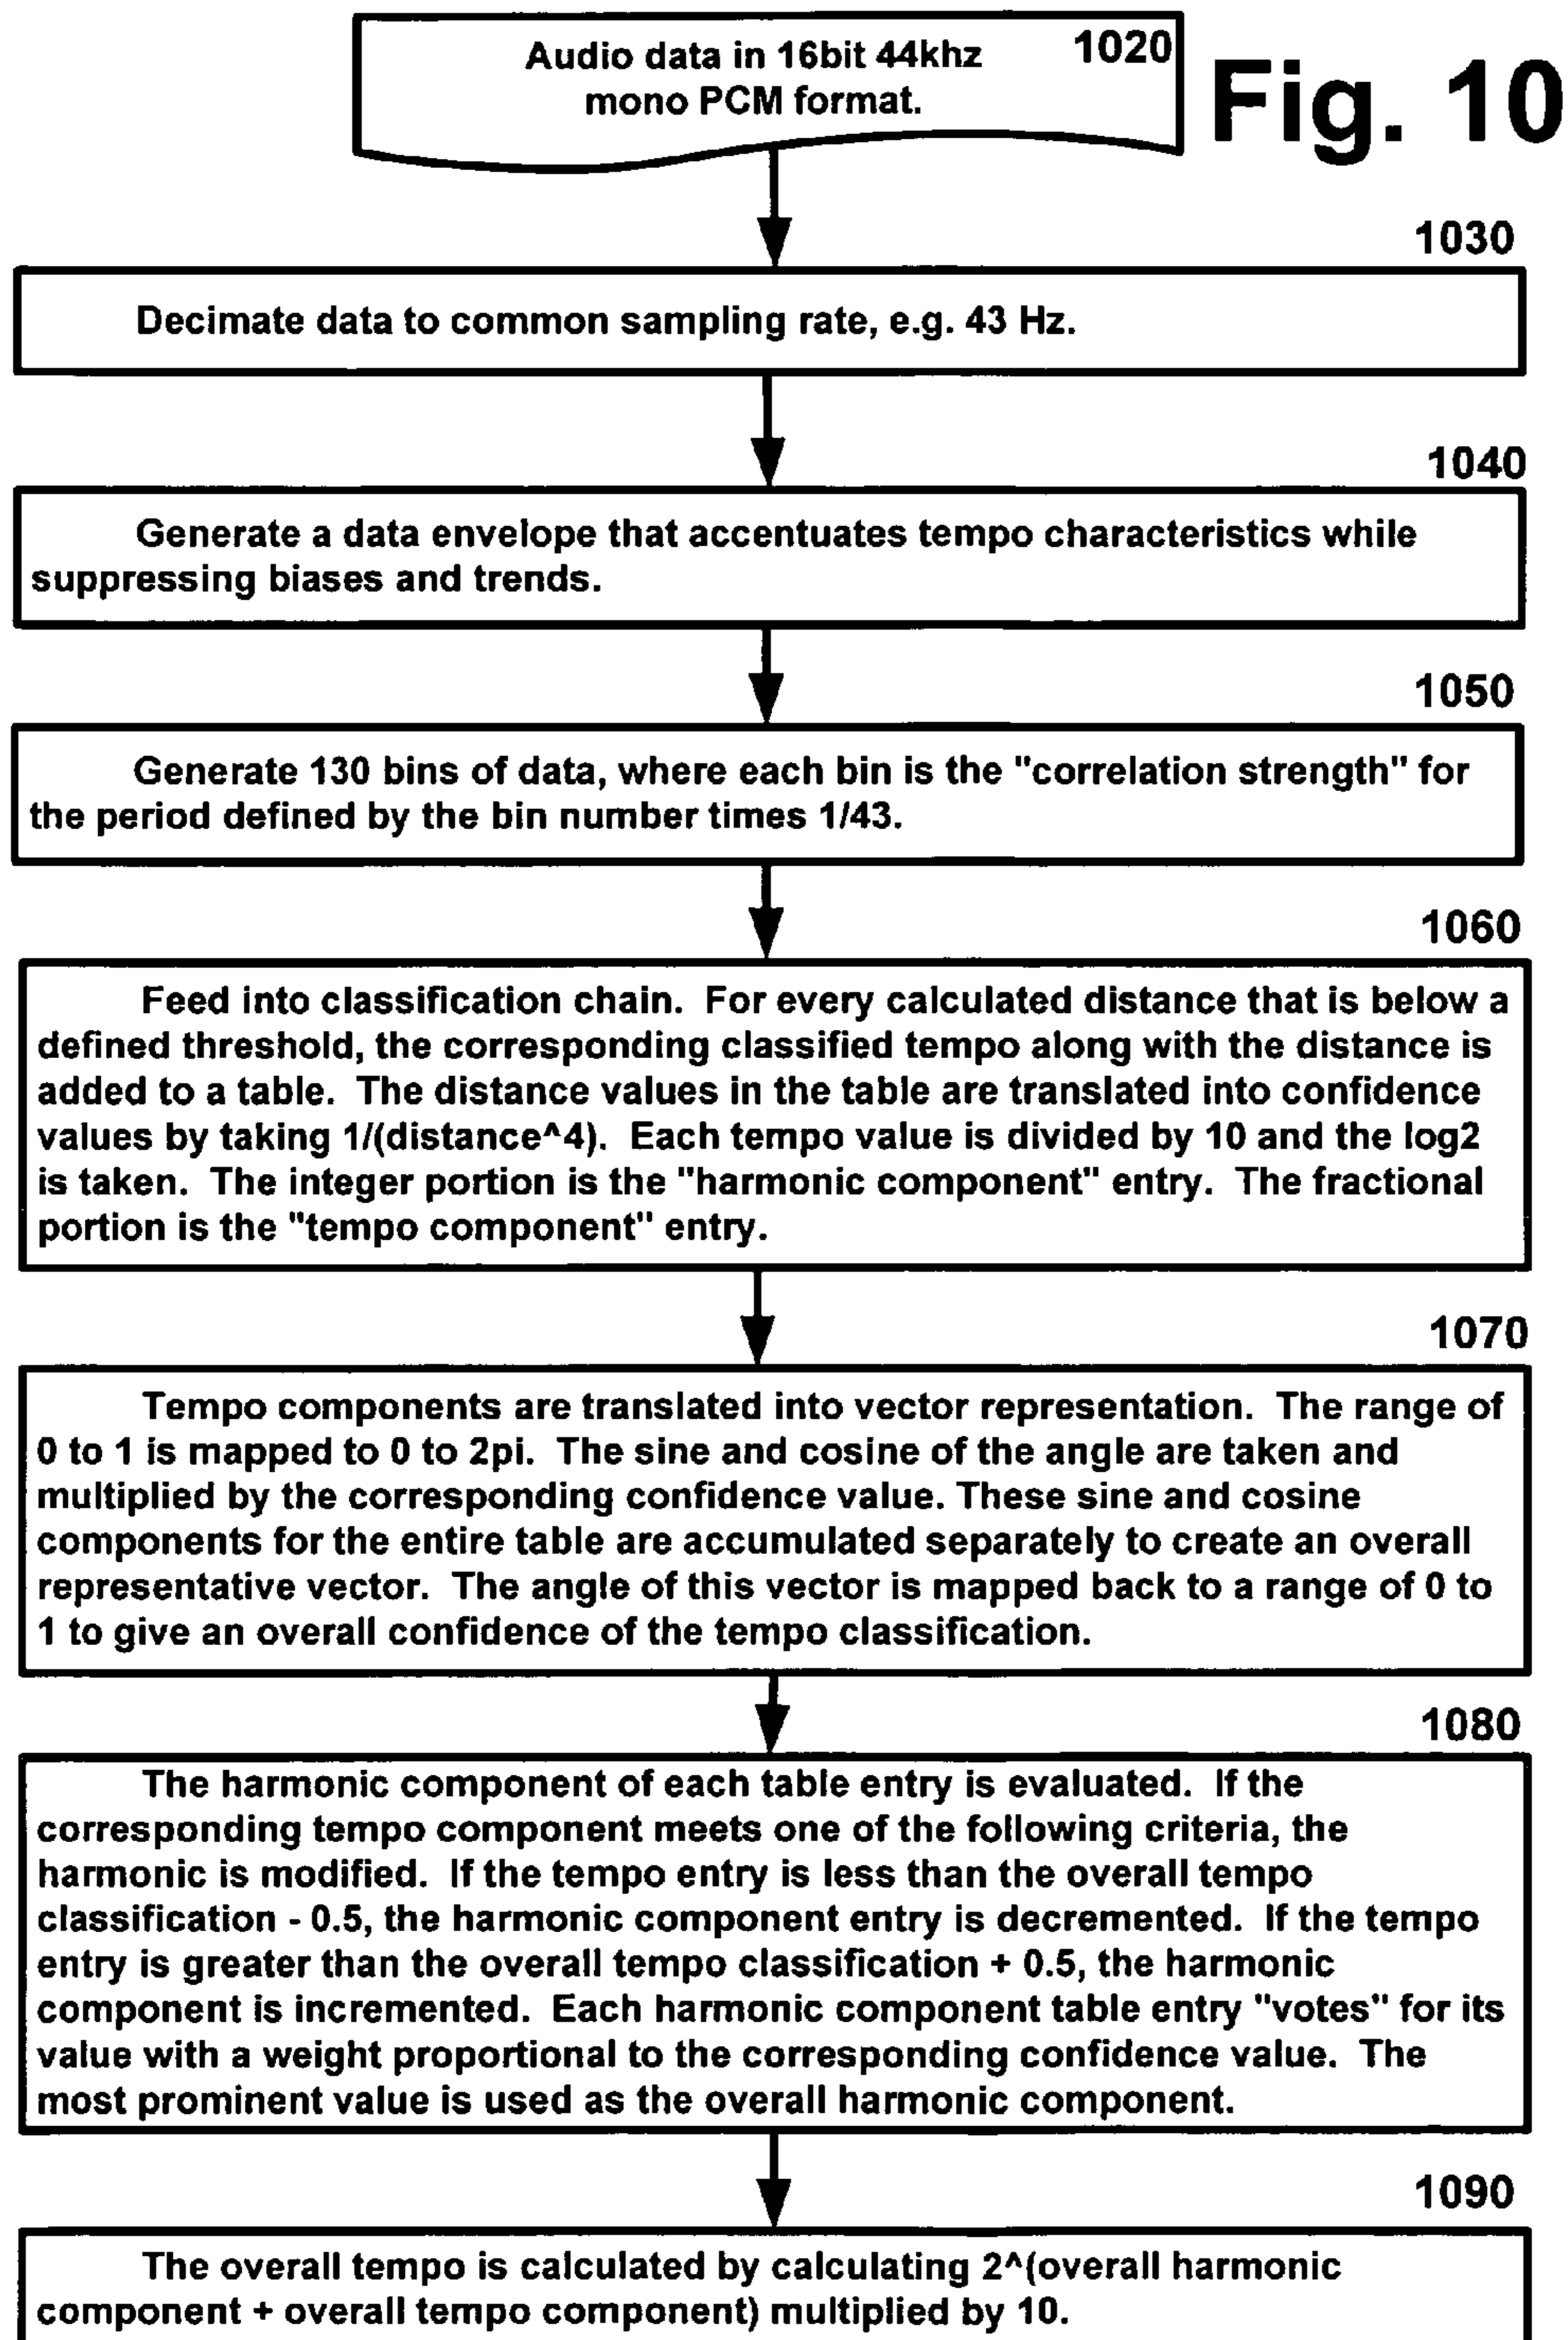 Audio data in 16bit 44khz 1020
mono PCM format.
Fig. 10
1030
Decimate data to common sampling rate, e.g. 43 Hz.
1040
Generate a data envelope that accentuates tempo characteristics while
suppressing biases and trends.
1050
Generate 130 bins of data, where each bin is the "correlation strength" for
the period defined by the bin number times 1/43.
1060
Feed into classification chain. For every calculated distance that is below a
defined threshold, the corresponding classified tempo along with the distance is
added to a table. The distance values in the table are translated into confidence
values by taking 1/(distance^4). Each tempo value is divided by 10 and the log2
is taken. The integer portion is the "harmonic component" entry. The fractional
portion is the "tempo component" entry.
1070
Tempo components are translated into vector representation. The range of
0 to 1 is mapped to 0 to 2pi. The sine and cosine of the angle are taken and
multiplied by the corresponding confidence value. These sine and cosine
components for the entire table are accumulated separately to create an overall
representative vector. The angle of this vector is mapped back to a range of 0 to
1 to give an overall confidence of the tempo classification.
1080
The harmonic component of each table entry is evaluated. If the
corresponding tempo component meets one of the following criteria, the
harmonic is modified. If the tempo entry is less than the overall tempo
classification - 0.5, the harmonic component entry is decremented. If the tempo
entry is greater than the overall tempo classification + 0.5, the harmonic
component is incremented. Each harmonic component table entry "votes" for its
value with a weight proportional to the corresponding confidence value. The
most prominent value is used as the overall harmonic component.
1090
The overall tempo is calculated by calculating 2^(overall harmonic
component + overall tempo component) multiplied by 10.